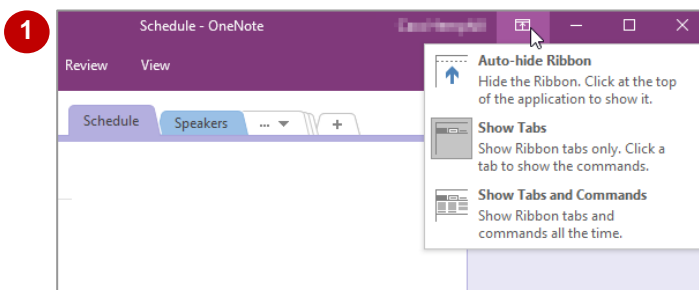 1
Schedule - OneNote
Review View
Auto-hide Ribbon
Hide the Ribbon. Click at the top
of the application to show it.
Schedule Speakers ... +
Show Tabs
Show Ribbon tabs only. Click a
tab to show the commands.
Show Tabs and Commands
Show Ribbon tabs and
commands all the time.